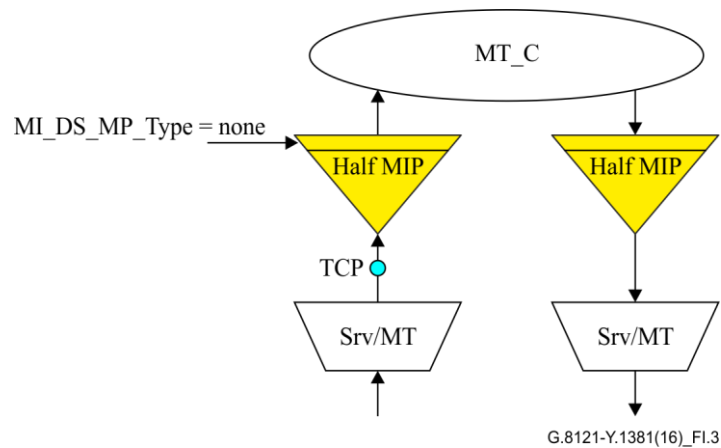 MT_C
MI_DS_MP_Type = none
Half MIP
Half MIP
TCP
Srv/MT
Srv/MT
G.8121-Y.1381(16)_FI.3